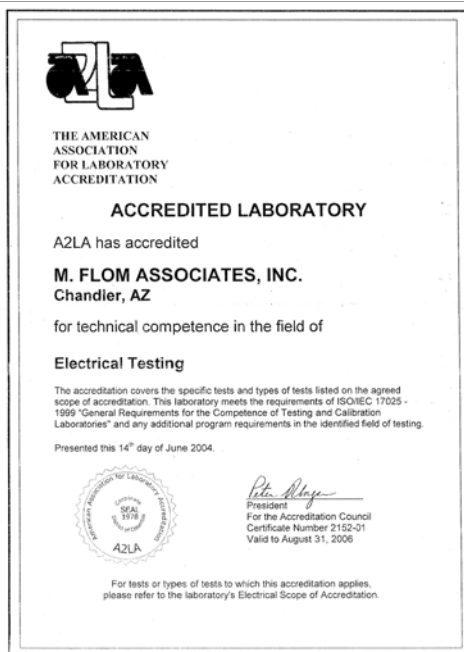 A2LA
THE AMERICAN
ASSOCIATION
FOR LABORATORY
ACCREDITATION
ACCREDITED LABORATORY
A2LA has accredited
M. FLOM ASSOCIATES, INC.
Chandler, AZ
for technical competence in the field of
Electrical Testing
The accreditation covers the specific tests and types of tests listed on the agreed
scope of accreditation. This laboratory meets the requirements of ISO/IEC 17025 -
1999 "General Requirements for the Competence of Testing and Calibration
Laboratories" and any additional program requirements in the identified field of testing.
Presented this 14th day of June 2004.
American Association for Laboratory Accreditation
Corporate
SEAL
1978
A2LA
President
For the Accreditation Council
Certificate Number 2152-01
Valid to August 31, 2006
For tests or types of tests to which this accreditation applies,
please refer to the laboratory's Electrical Scope of Accreditation.